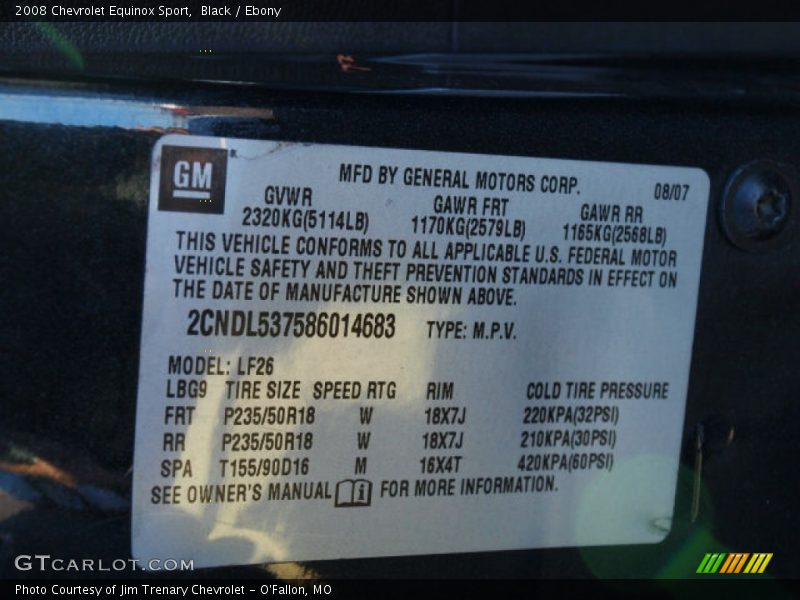 2008 Chevrolet Equinox Sport, Black / Ebony
GM
MFD BY GENERAL MOTORS CORP. 08/07
GVWR GAWR FRT GAWR RR
2320KG(5114LB) 1170KG(2579LB) 1165KG(2568LB)
THIS VEHICLE CONFORMS TO ALL APPLICABLE U.S. FEDERAL MOTOR
VEHICLE SAFETY AND THEFT PREVENTION STANDARDS IN EFFECT ON
THE DATE OF MANUFACTURE SHOWN ABOVE.
2CNDL537586014683 TYPE: M.P.V.
MODEL: LF26
LBG9 TIRE SIZE SPEED RTG RIM COLD TIRE PRESSURE
FRT P235/50R18 W 18X7J 220KPA(32PSI)
RR P235/50R18 W 18X7J 210KPA(30PSI)
SPA T155/90D16 M 16X4T 420KPA(60PSI)
SEE OWNER'S MANUAL i FOR MORE INFORMATION.
GTcarlot.com
Photo Courtesy of Jim Trenary Chevrolet - O'Fallon, MO